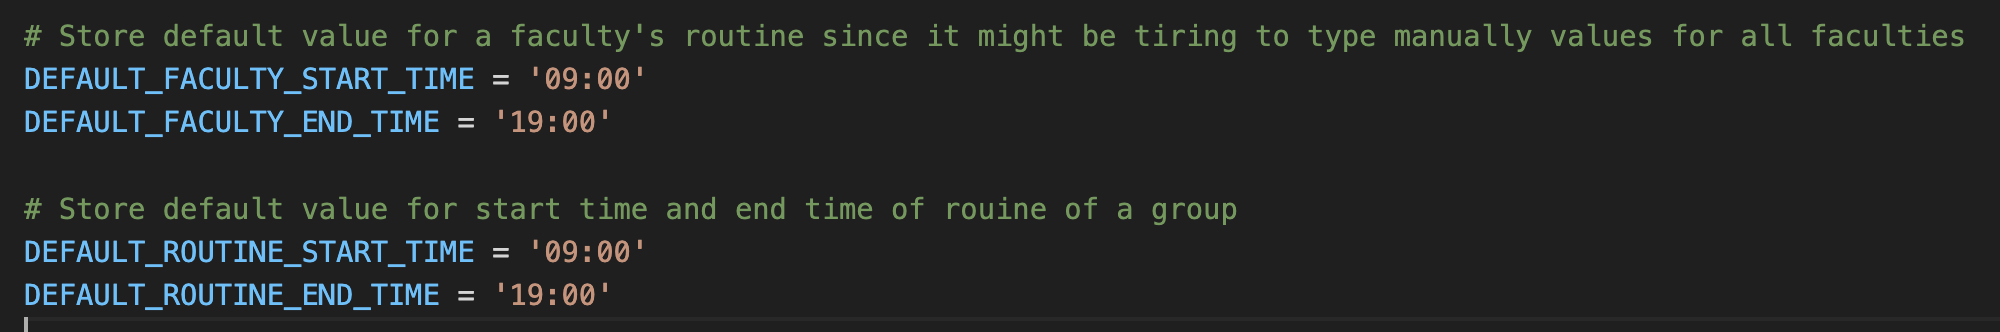 # Store default value for a faculty's routine since it might be tiring to type manually values for all faculties
DEFAULT_FACULTY_START_TIME = '09:00'
DEFAULT_FACULTY_END_TIME = '19:00'
# Store default value for start time and end time of rouine of a group
DEFAULT_ROUTINE_START_TIME = '09:00'
DEFAULT_ROUTINE_END_TIME = '19:00'